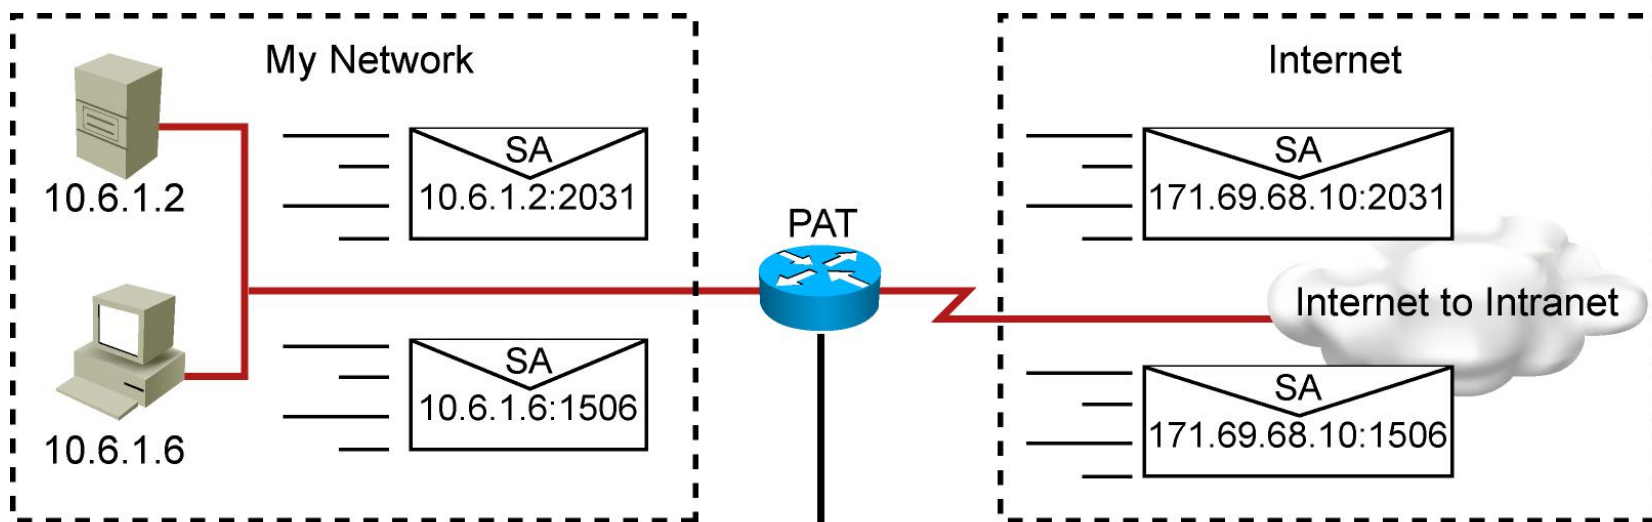 My Network
10.6.1.2
SA
10.6.1.2:2031
10.6.1.6
SA
10.6.1.6:1506
PAT
Internet
SA
171.69.68.10:2031
Internet to Intranet
SA
171.69.68.10:1506